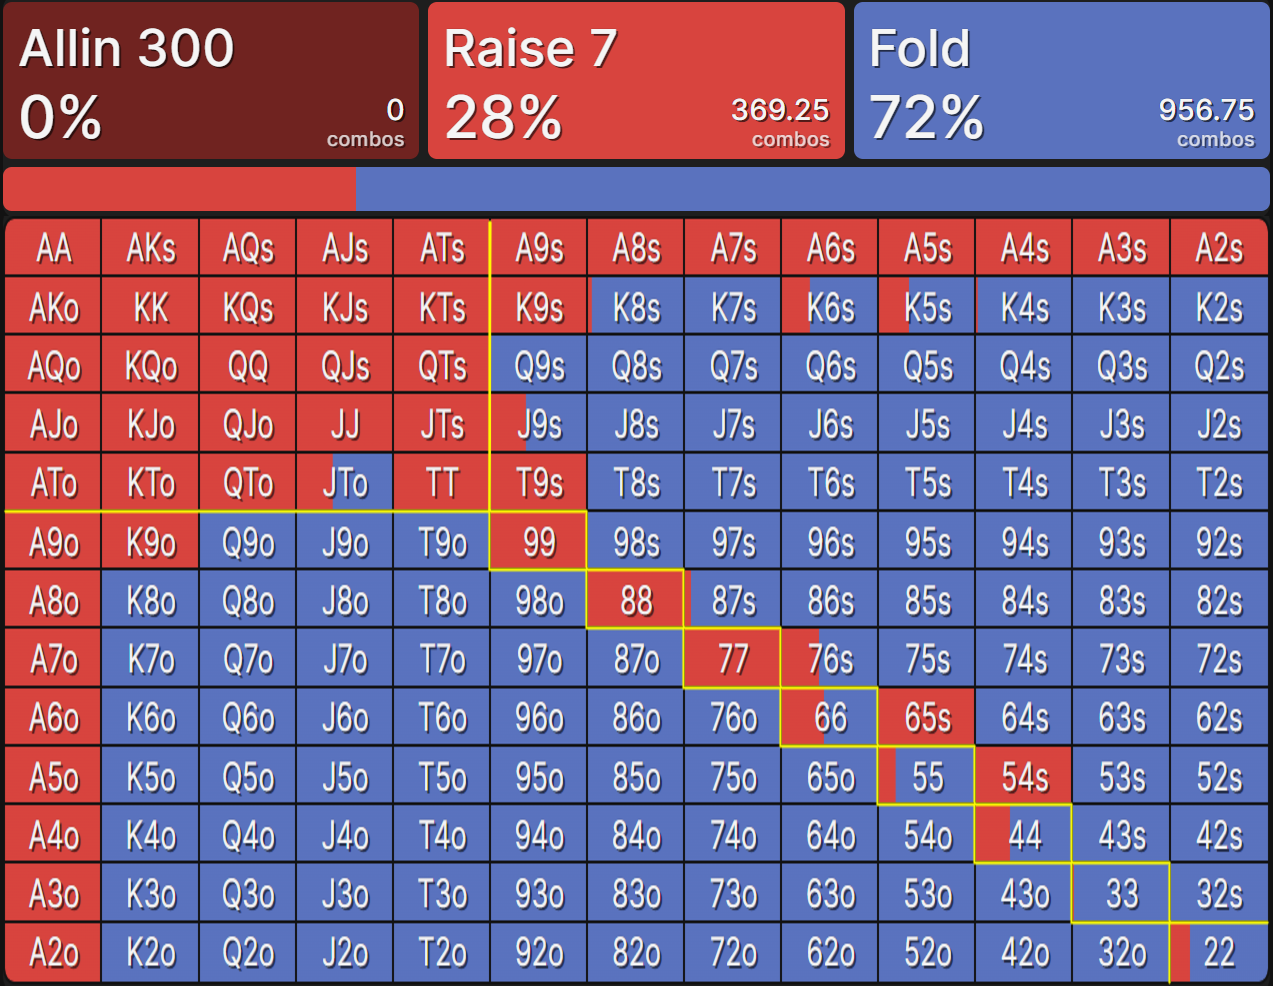 Allin 300 Raise 7 Fold
0% 0 28% 369.25 72% 956.75
combos combos combos
AA AKs AQs AJs ATs A9s A8s A7s A6s A5s A4s A3s A2s
AKo KK KQs KJs KTs K9s K8s K7s K6s K5s K4s K3s K2s
AQo KQo QQ QJs QTs Q9s Q8s Q7s Q6s Q5s Q4s Q3s Q2s
AJo KJo QJo JJ JTs J9s J8s J7s J6s J5s J4s J3s J2s
ATo KTo QTo JTo TT T9s T8s T7s T6s T5s T4s T3s T2s
A9o K9o Q9o J9o T9o 99 98s 97s 96s 95s 94s 93s 92s
A8o K8o Q8o J8o T8o 98o 88 87s 86s 85s 84s 83s 82s
A7o K7o Q7o J7o T7o 97o 87o 77 76s 75s 74s 73s 72s
A6o K6o Q6o J6o T6o 96o 86o 76o 66 65s 64s 63s 62s
A5o K5o Q5o J5o T5o 95o 85o 75o 65o 55 54s 53s 52s
A4o K4o Q4o J4o T4o 94o 84o 74o 64o 54o 44 43s 42s
A3o K3o Q3o J3o T3o 93o 83o 73o 63o 53o 43o 33 32s
A2o K2o Q2o J2o T2o 92o 82o 72o 62o 52o 42o 32o 22